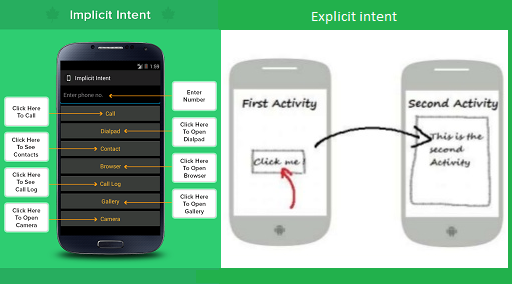 Implicit Intent
Explicit intent
1:59
Implicit Intent
Enter phone no.
Call
Dialpad
Contact
Browser
Call Log
Gallery
Camera
Click Here
To Call
Click Here
To See
Contacts
Click Here
To See
Call Log
Click Here
To Open
Camera
Enter
Number
Click Here
To Open
Dialpad
Click Here
To Open
Browser
Click Here
To Open
Gallery
First Activity
Click me!
Second Activity
This is the
second
Activity